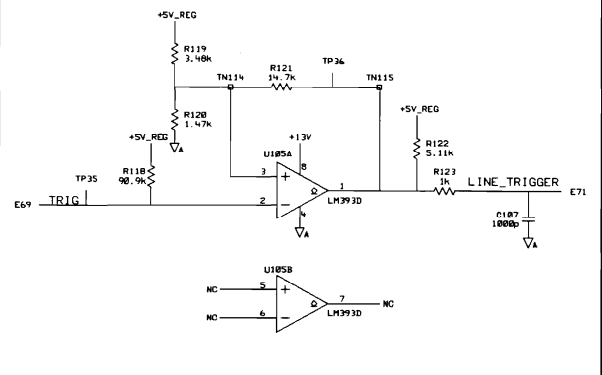 +5V_REG
R119
3.48k
TN114
R121
14.7k
TP36
TN115
R120
1.47k
A
+5V_REG
+5V_REG
+13V
R122
5.11k
TP35
R118
90.9k
U105A
8
3
+
1
2
−
4
LM393D
A
R123
1k
LINE_TRIGGER
E69
TRIG
E71
C107
1000p
A
U105B
NC
5
+
7
NC
NC
6
−
LM393D